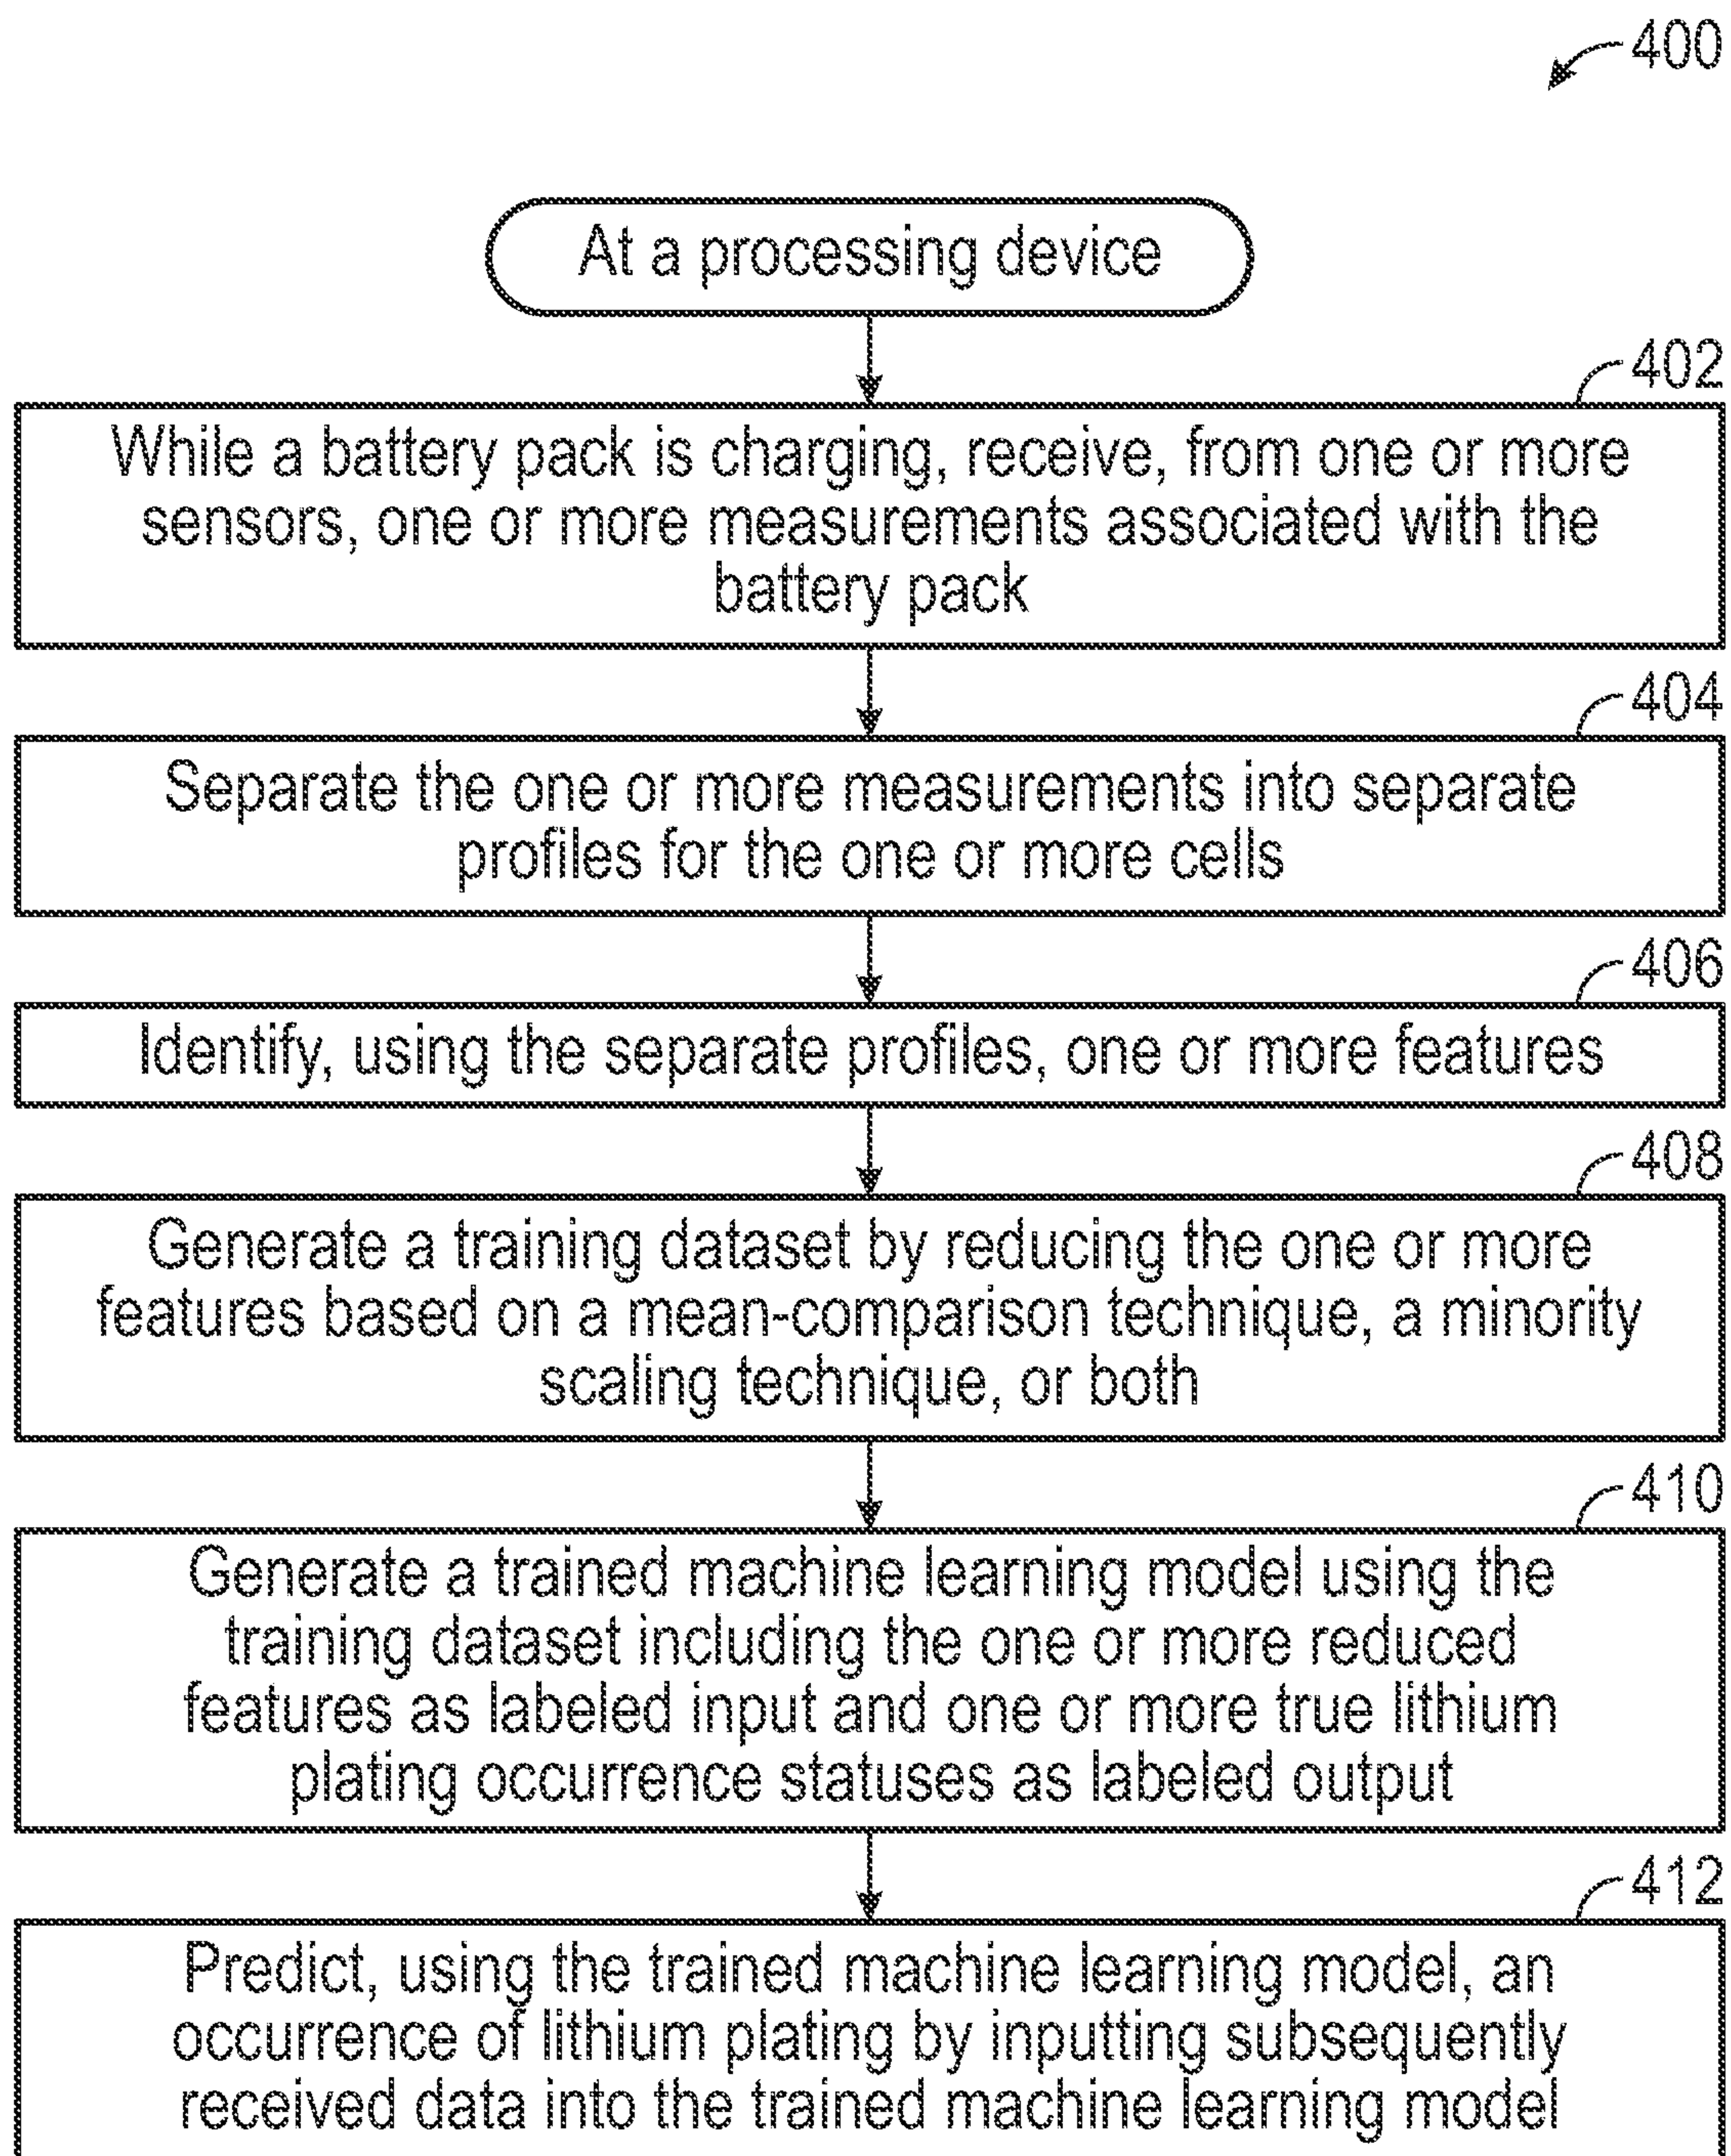 400
At a processing device
402
While a battery pack is charging, receive, from one or more
sensors, one or more measurements associated with the
battery pack
404
Separate the one or more measurements into separate
profiles for the one or more cells
406
Identify, using the separate profiles, one or more features
408
Generate a training dataset by reducing the one or more
features based on a mean-comparison technique, a minority
scaling technique, or both
410
Generate a trained machine learning model using the
training dataset including the one or more reduced
features as labeled input and one or more true lithium
plating occurrence statuses as labeled output
412
Predict, using the trained machine learning model, an
occurrence of lithium plating by inputting subsequently
received data into the trained machine learning model